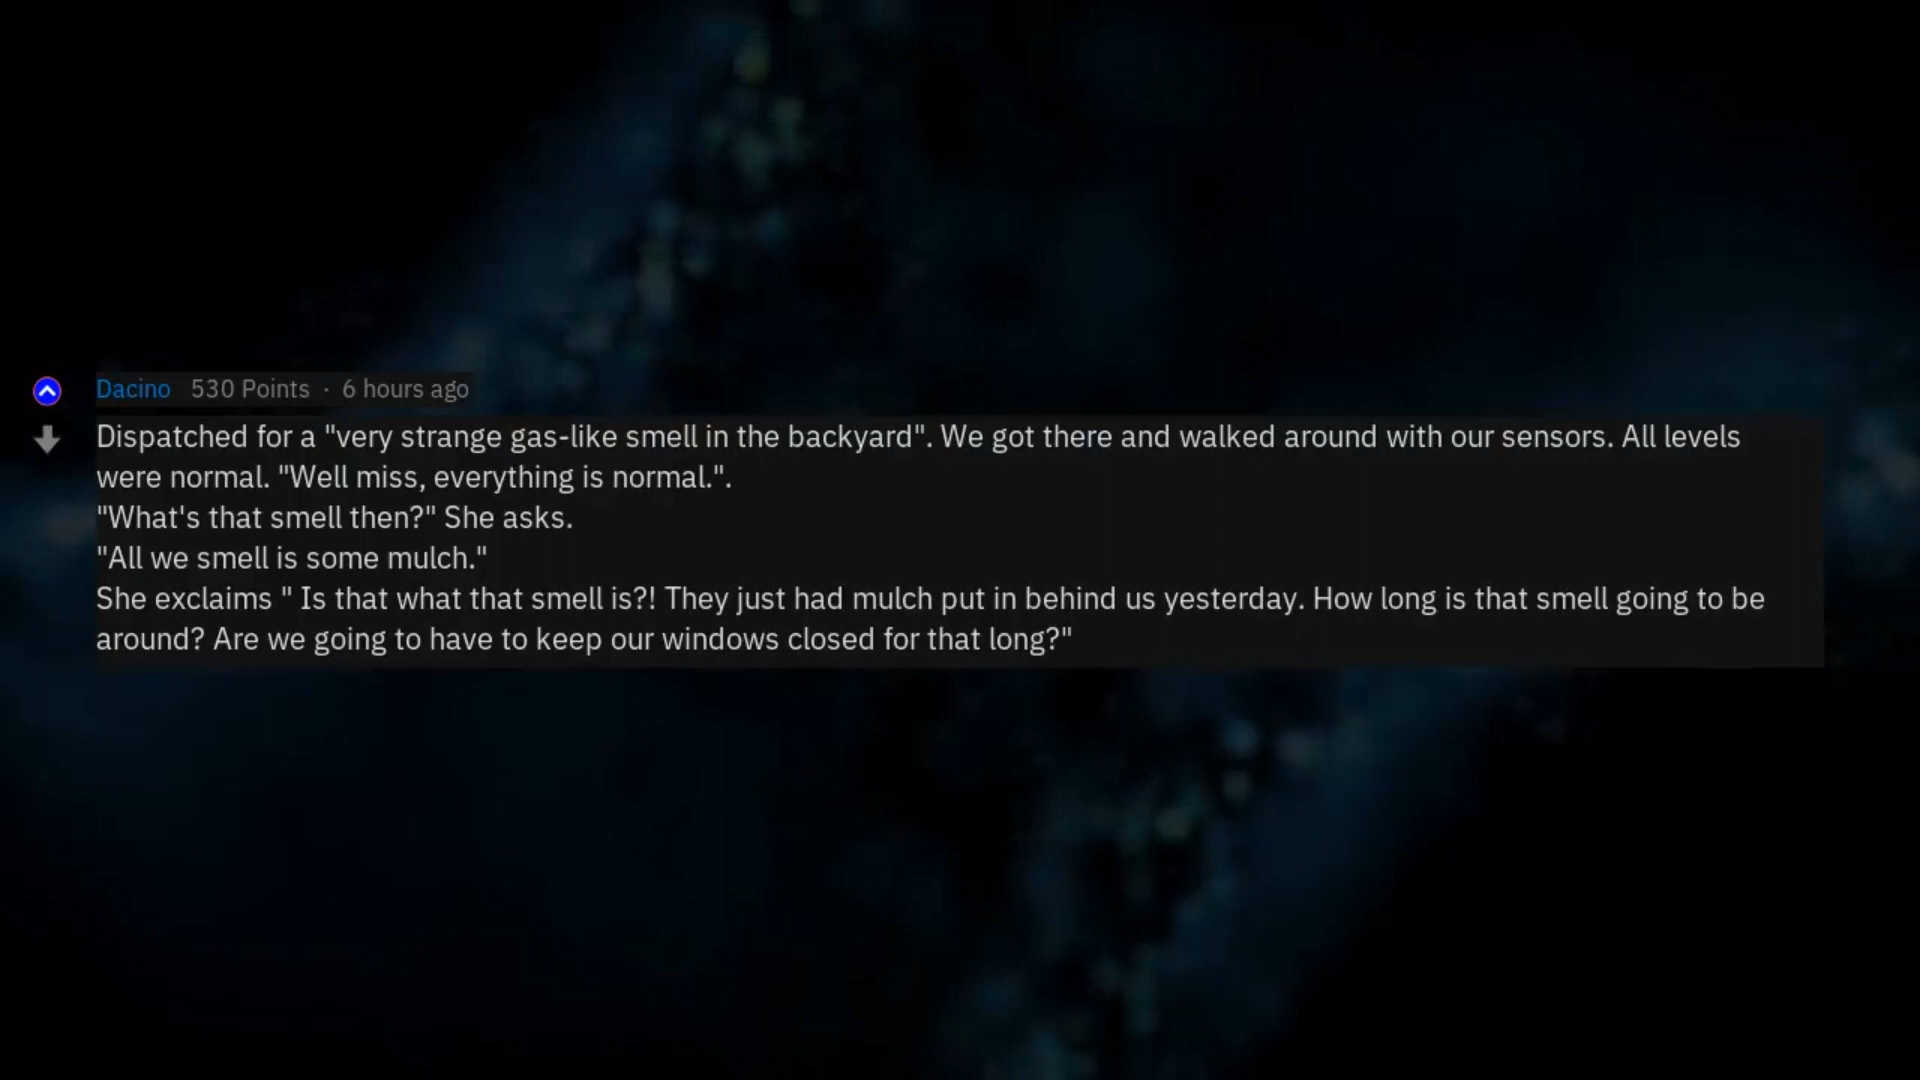 Dacino 530 Points · 6 hours ago
Dispatched for a "very strange gas-like smell in the backyard". We got there and walked around with our sensors. All levels
were normal. "Well miss, everything is normal.".
"What's that smell then?" She asks.
"All we smell is some mulch."
She exclaims " Is that what that smell is?! They just had mulch put in behind us yesterday. How long is that smell going to be
around? Are we going to have to keep our windows closed for that long?"